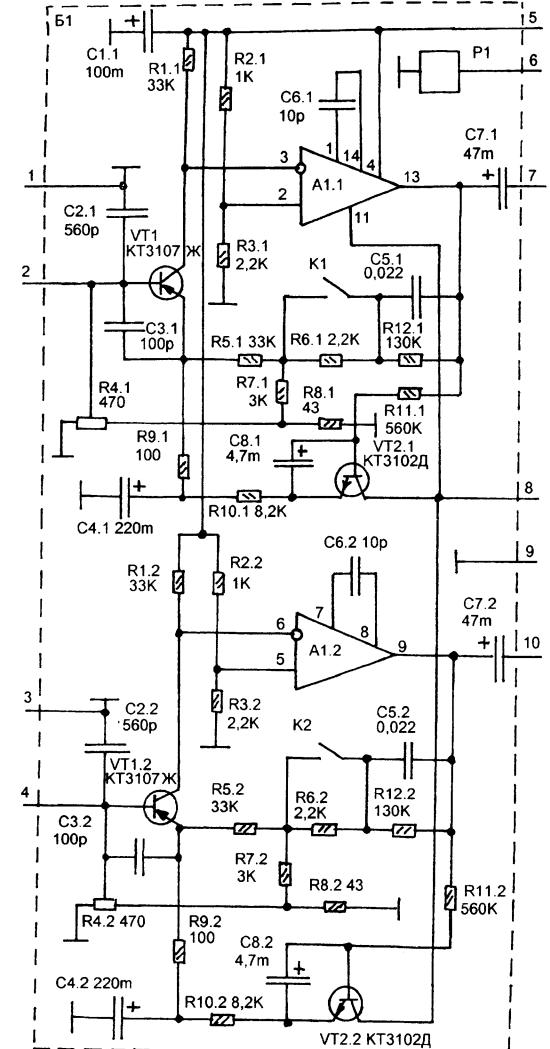 Б1
C1.1
100m
R1.1
33K
R2.1
1K
5
P1
6
C6.1
10p
1
14
4
3
2
A1.1
13
11
C7.1
47m
+
7
1
C2.1
560p
VT1
КТ3107 Ж
R3.1
2,2K
2
K1
C5.1
0,022
C3.1
100p
R5.1 33K
R6.1 2,2K
R12.1
130K
R4.1
470
R7.1
3K
R8.1
43
R11.1
560K
R9.1
100
C8.1
4,7m
+
VT2.1
КТ3102Д
8
+
C4.1 220m
R10.1 8,2K
R1.2
33K
R2.2
1K
C6.2 10p
9
7
8
6
5
A1.2
9
C7.2
47m
+
10
3
C2.2
560p
R3.2
2,2K
VT1.2
КТ3107 Ж
K2
C5.2
0,022
4
C3.2
100p
R5.2
33K
R6.2
2,2K
R12.2
130K
R7.2
3K
R8.2 43
R11.2
560K
R4.2 470
R9.2
100
C8.2
4,7m
+
C4.2 220m
+
R10.2 8,2K
VT2.2 КТ3102Д